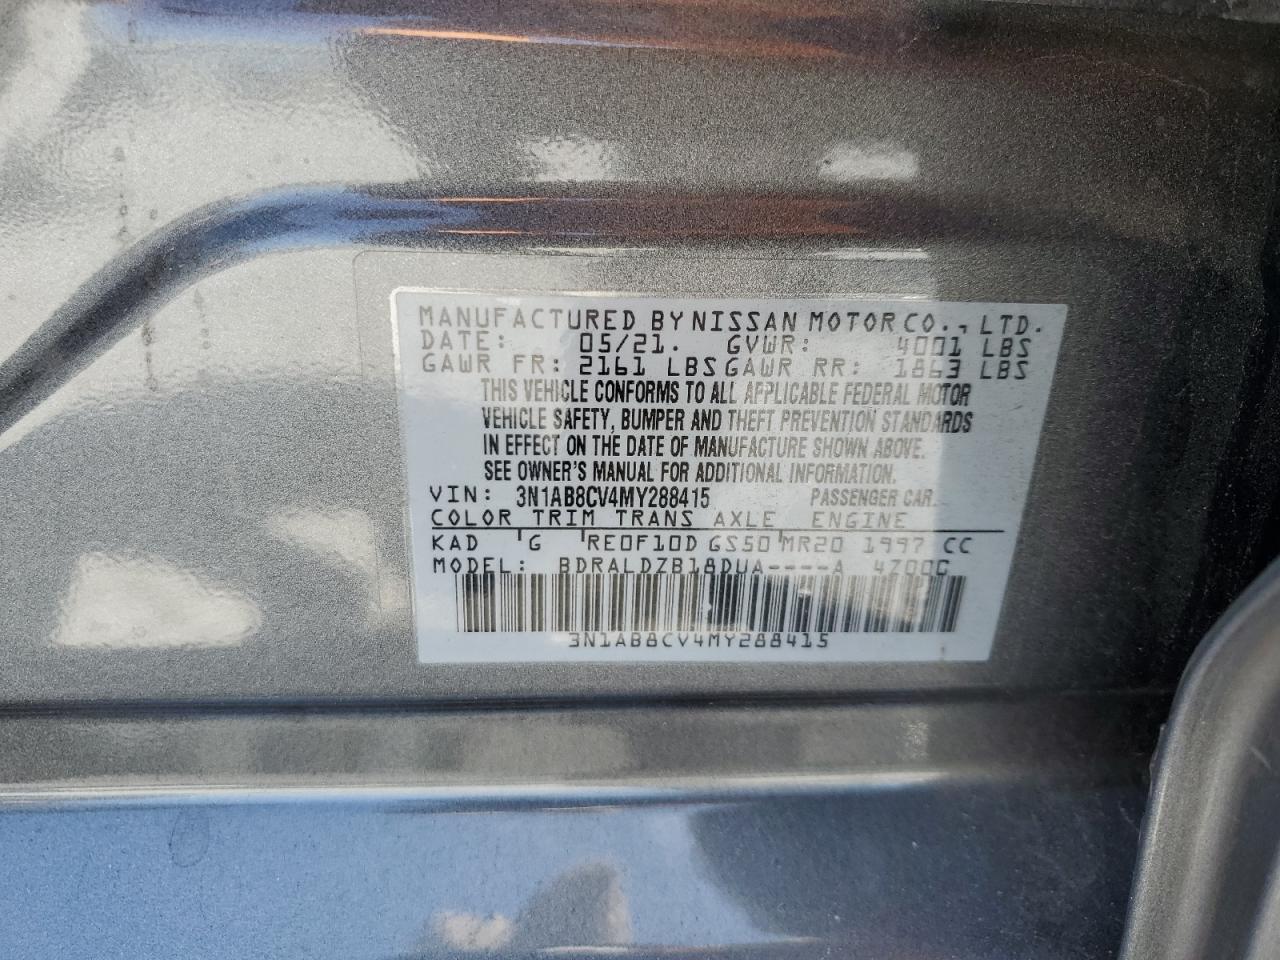 MANUFACTURED BY NISSAN MOTOR CO., LTD.
DATE: 05/21. GVWR: 4001 LBS
GAWR FR: 2161 LBS GAWR RR: 1863 LBS
THIS VEHICLE CONFORMS TO ALL APPLICABLE FEDERAL MOTOR
VEHICLE SAFETY, BUMPER AND THEFT PREVENTION STANDARDS
IN EFFECT ON THE DATE OF MANUFACTURE SHOWN ABOVE.
SEE OWNER'S MANUAL FOR ADDITIONAL INFORMATION.
VIN: 3N1AB8CV4MY288415 PASSENGER CAR.
COLOR TRIM TRANS AXLE ENGINE
KAD G RE0F10D GS50 MR20 1997 CC
MODEL: BDRALDZB18DUA----A
3N1AB8CV4MY288415